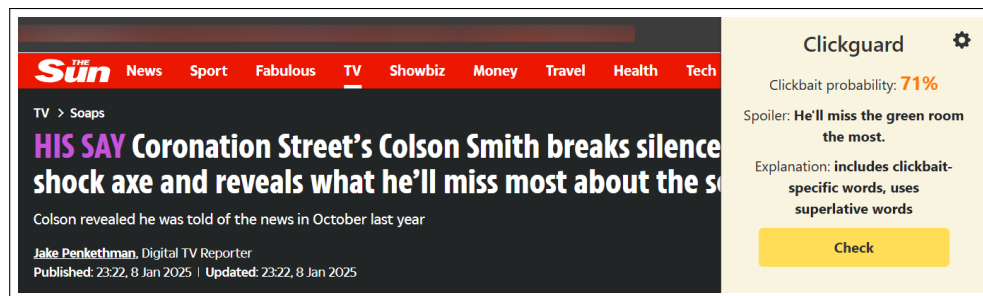 THE Sun News Sport Fabulous TV Showbiz Money Travel Health Tech
TV > Soaps
HIS SAY Coronation Street's Colson Smith breaks silence
shock axe and reveals what he'll miss most about the
Colson revealed he was told of the news in October last year
Jake Penkethman, Digital TV Reporter
Published: 23:22, 8 Jan 2025 | Updated: 23:22, 8 Jan 2025
Clickguard
Clickbait probability: 71%
Spoiler: He'll miss the green room
the most.
Explanation: includes clickbait-
specific words, uses
superlative words
Check